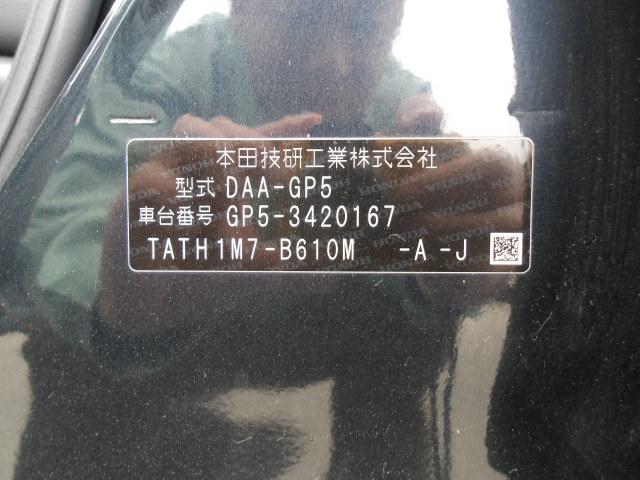 本田技研工業株式会社
型式 DAA-GP5
車台番号 GP5-3420167
TATH1M7-B610M -A -J